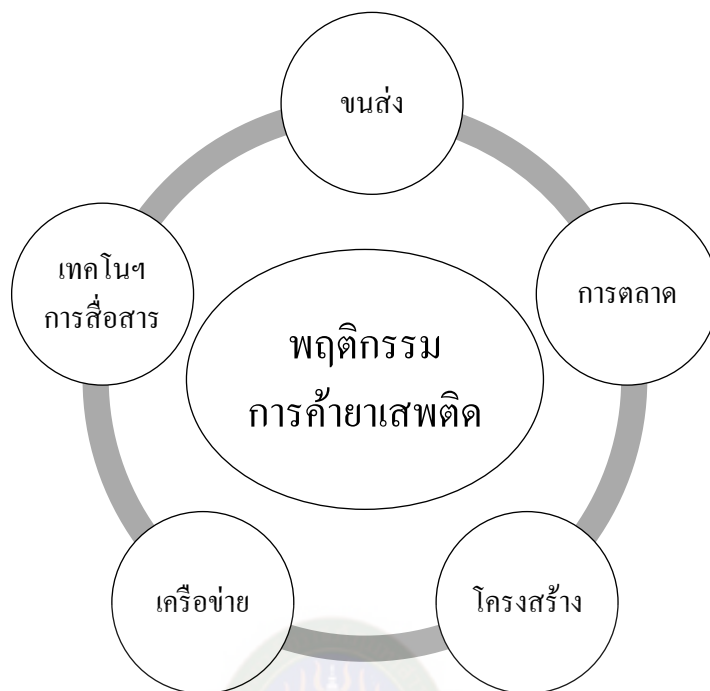 ขนส่ง
เทคโนฯ
การสื่อสาร
การตลาด
พฤติกรรม
การค้ายาเสพติด
เครือข่าย
โครงสร้าง